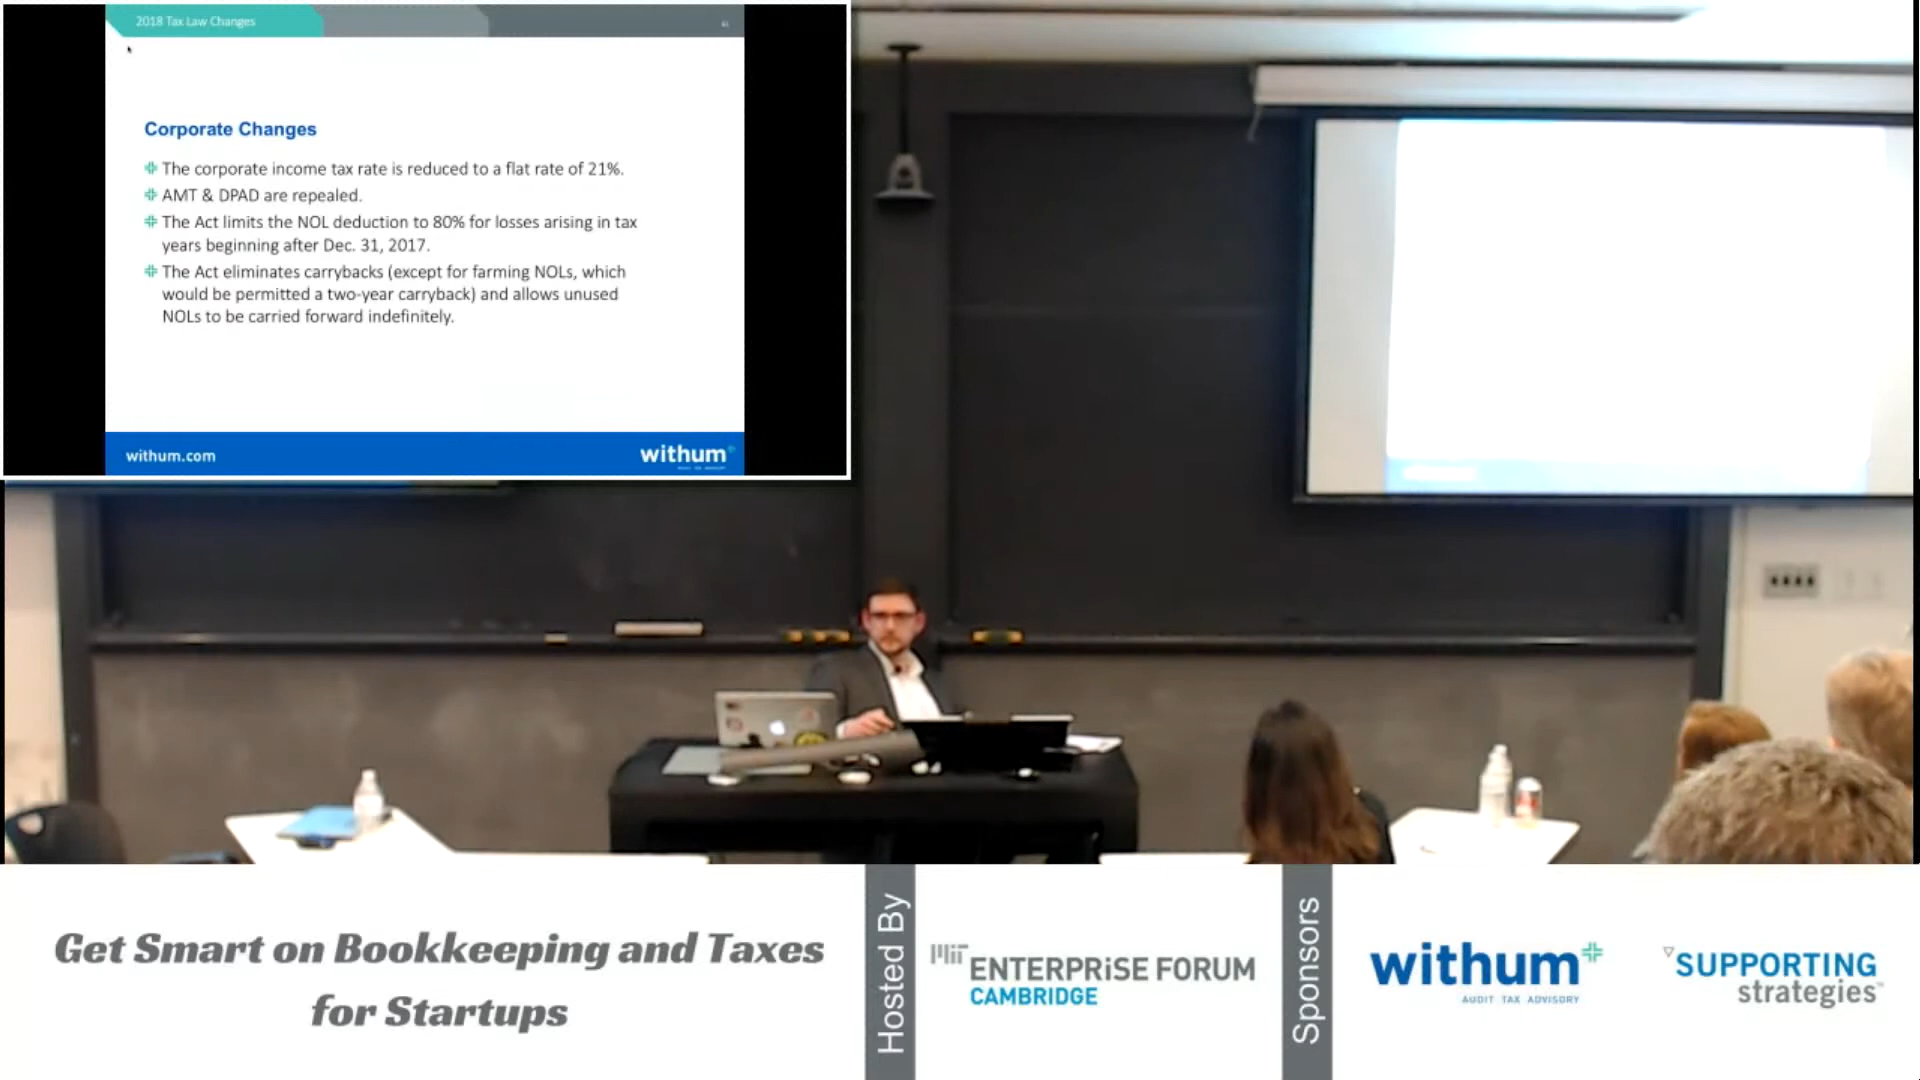 2018 Tax Law Changes
Corporate Changes
The corporate income tax rate is reduced to a flat rate of 21%.
AMT & DPAD are repealed.
The Act limits the NOL deduction to 80% for losses arising in tax
years beginning after Dec. 31, 2017.
The Act eliminates carrybacks (except for farming NOLs, which
would be permitted a two-year carryback) and allows unused
NOLs to be carried forward indefinitely.
withum.com
withum
Get Smart on Bookkeeping and Taxes
for Startups
Hosted By
MiT
ENTERPRiSE FORUM
CAMBRIDGE
Sponsors
withum
AUDIT TAX ADVISORY
SUPPORTING
strategies